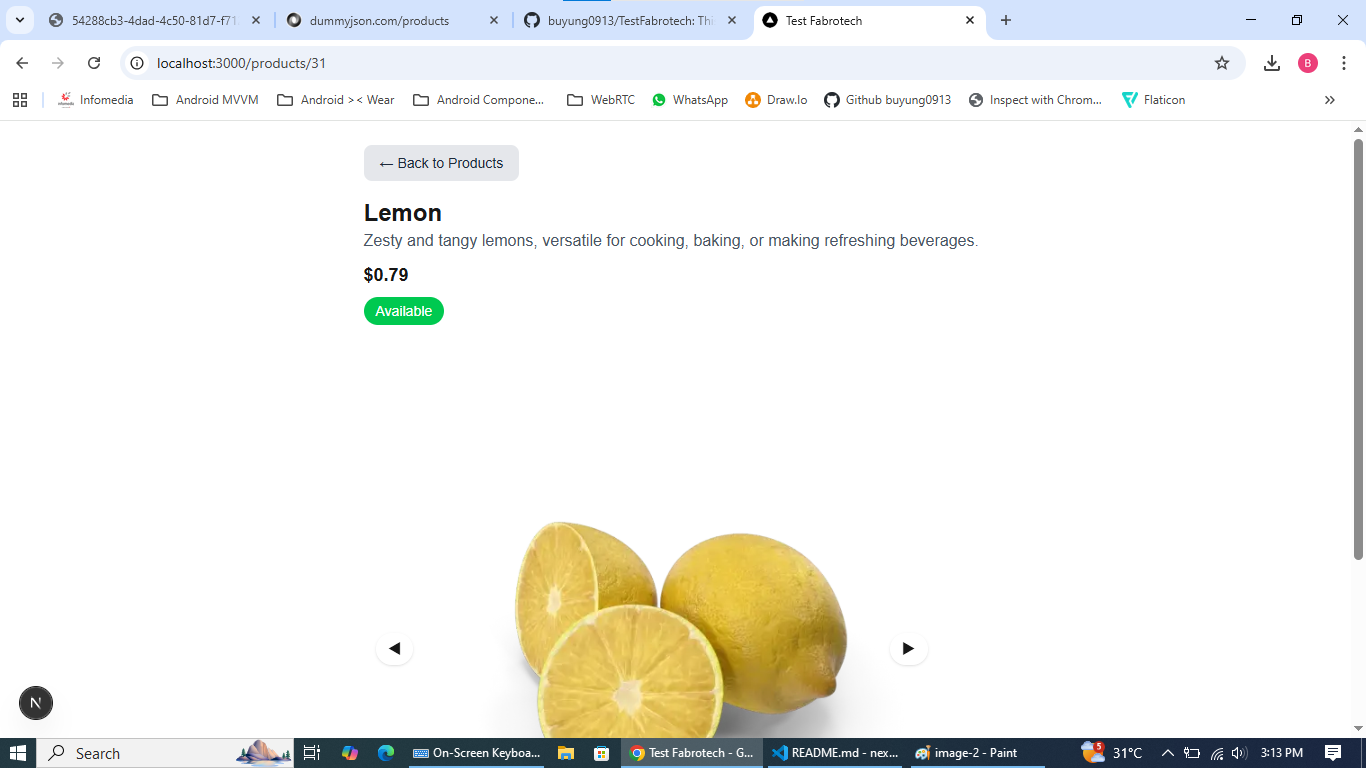 54288cb3-4dad-4c50-81d7-f71
dummyjson.com/products
buyung0913/TestFabrotech: Thi
Test Fabrotech
localhost:3000/products/31
B
Infomedia
Android MVVM
Android >< Wear
Android Compone...
WebRTC
WhatsApp
Draw.Io
Github buyung0913
Inspect with Chrom...
Flaticon
← Back to Products
Lemon
Zesty and tangy lemons, versatile for cooking, baking, or making refreshing beverages.
$0.79
Available
N
Search
On-Screen Keyboa...
Test Fabrotech - G...
README.md - nex...
image-2 - Paint
5
31°C
3:13 PM